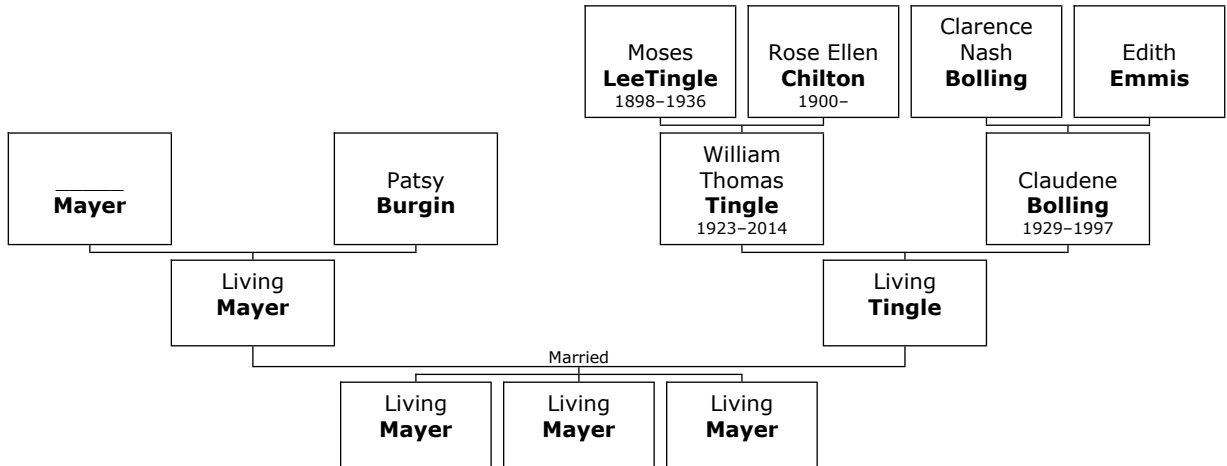 Moses
LeeTingle
1898–1936
Rose Ellen
Chilton
1900–
Clarence
Nash
Bolling
Edith
Emmis
______
Mayer
Patsy
Burgin
William
Thomas
Tingle
1923–2014
Claudene
Bolling
1929–1997
Living
Mayer
Living
Tingle
Married
Living
Mayer
Living
Mayer
Living
Mayer